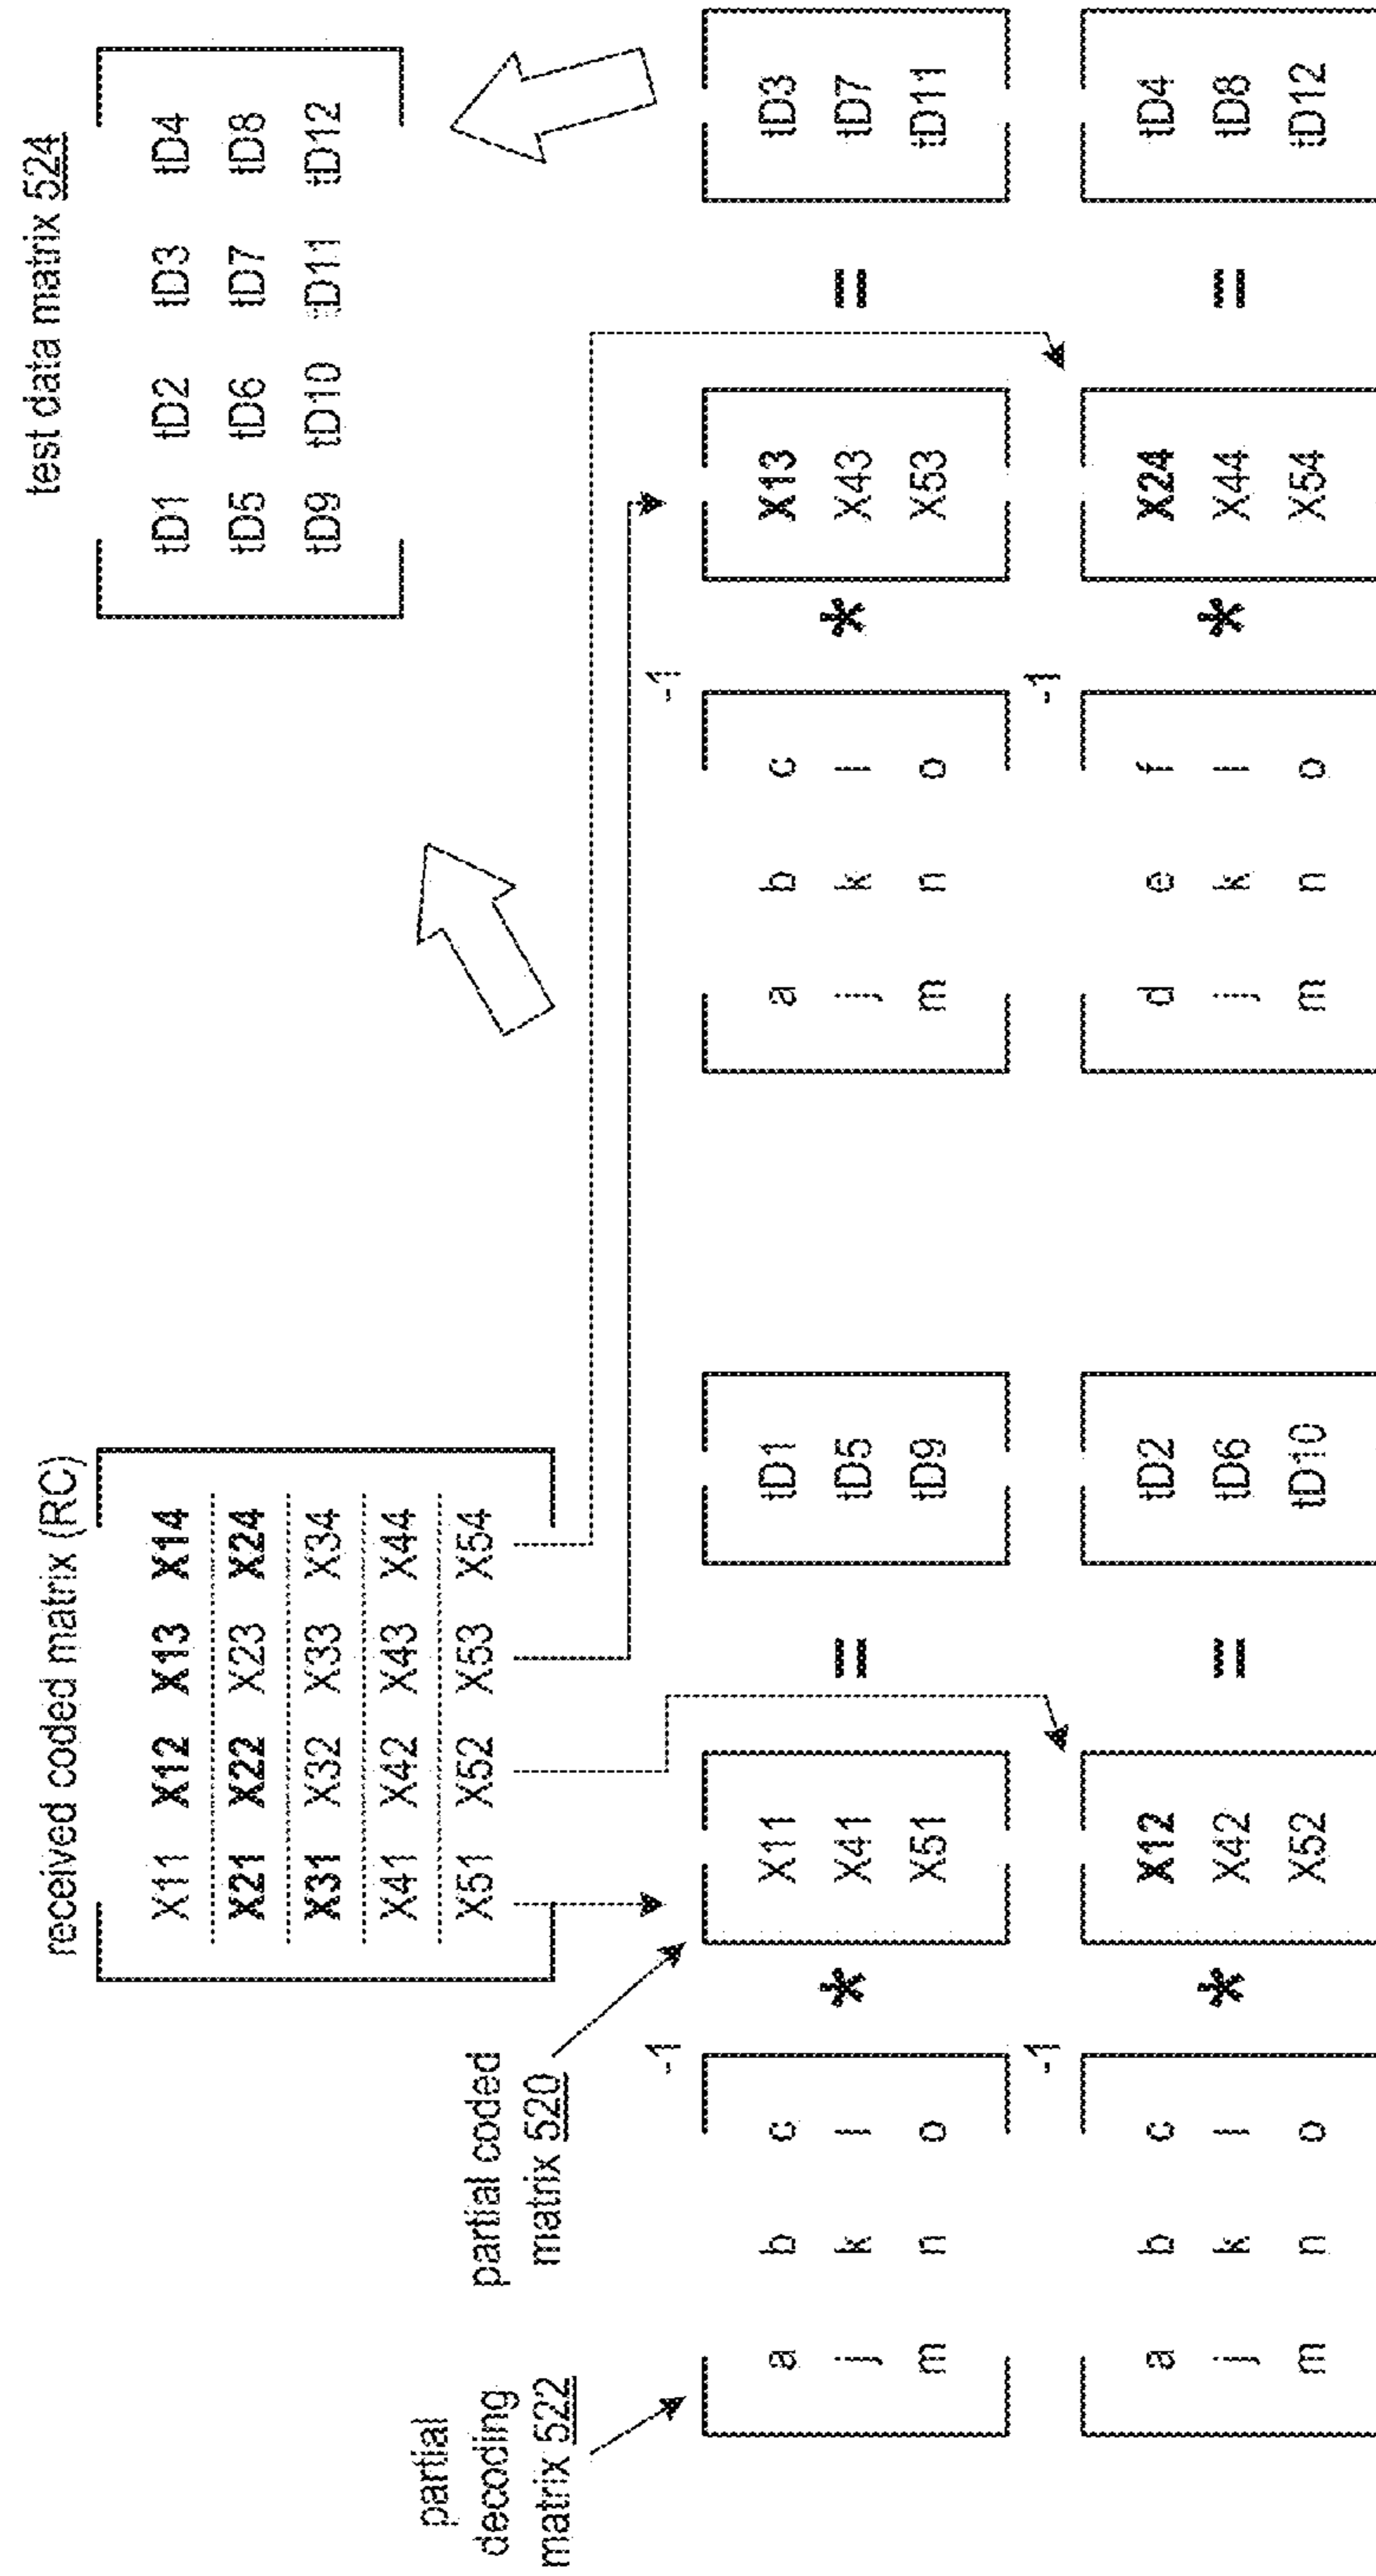 received coded matrix (RC)
X11 X12 X13 X14
X21 X22 X23 X24
X31 X32 X33 X34
X41 X42 X43 X44
X51 X52 X53 X54
test data matrix 524
tD1 tD2 tD3 tD4
tD5 tD6 tD7 tD8
tD9 tD10 tD11 tD12
partial
decoding
matrix 522
partial coded
matrix 520
-1
a b c
j k l
m n o
*
X11
X41
X51
=
tD1
tD5
tD9
-1
a b c
j k l
m n o
*
X13
X43
X53
=
tD3
tD7
tD11
-1
a b c
j k l
m n o
*
X12
X42
X52
=
tD2
tD6
tD10
-1
d e f
j k l
m n o
*
X24
X44
X54
=
tD4
tD8
tD12